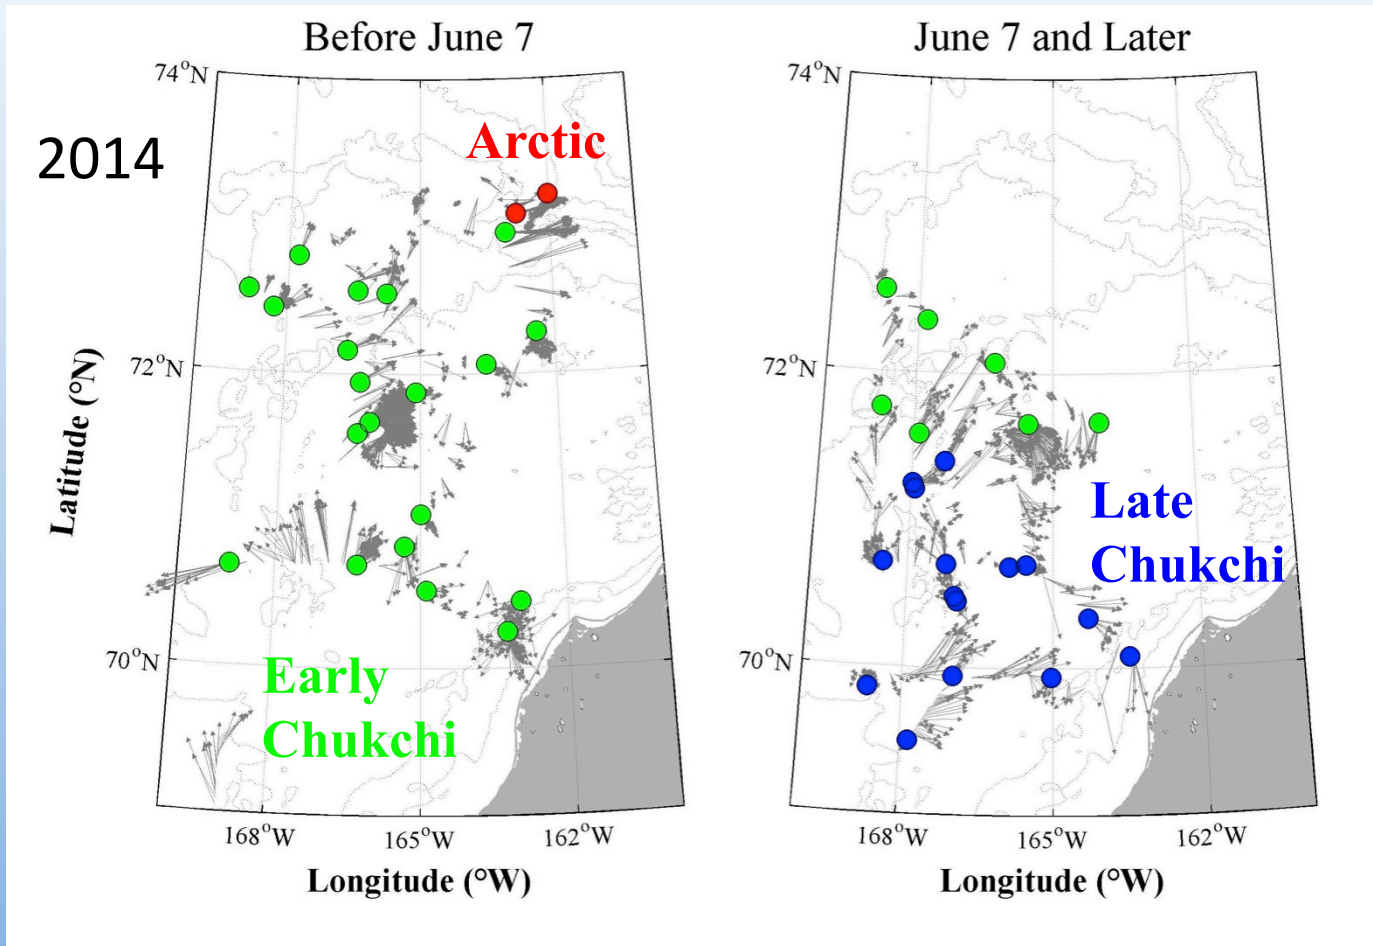 Before June 7
June 7 and Later
2014
74°N
72°N
70°N
Latitude (°N)
Arctic
Early
Chukchi
168°W
165°W
162°W
Longitude (°W)
74°N
72°N
70°N
Late
Chukchi
168°W
165°W
162°W
Longitude (°W)